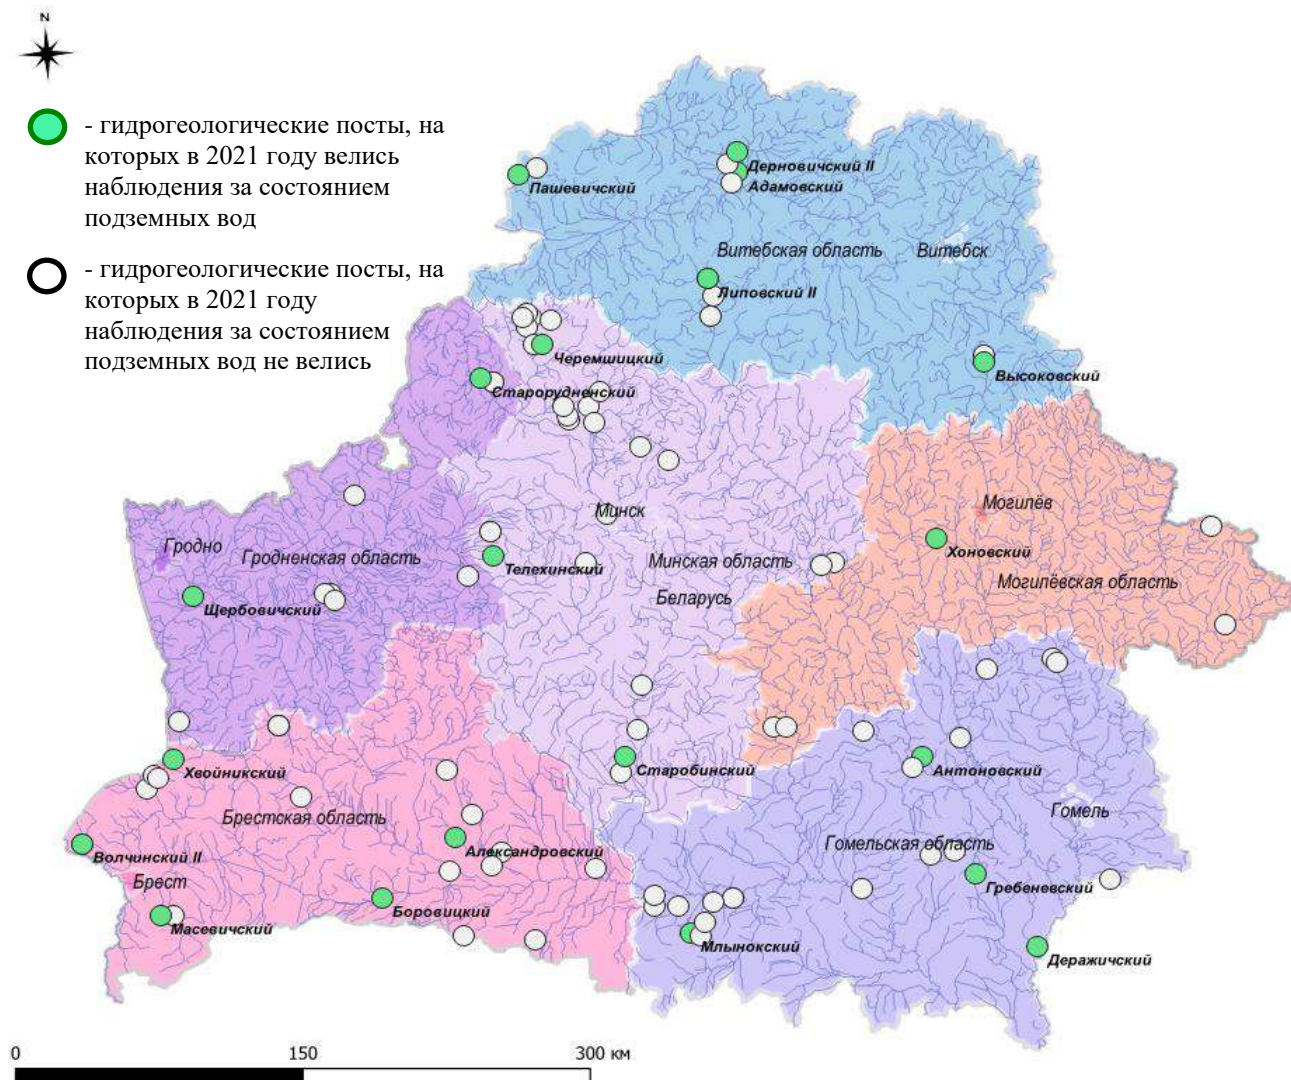 N
- гидрогеологические посты, на
которых в 2021 году велись
наблюдения за состоянием
подземных вод
- гидрогеологические посты, на
которых в 2021 году
наблюдения за состоянием
подземных вод не велись
Дерновичский II
Пашевичский
Адамовский
Витебская область
Витебск
Липовский II
Черемшицкий
Высоковский
Старорудненский
Минск
Могилёв
Гродно
Гродненская область
Телехинский
Минская область
Хоновский
Могилёвская область
Беларусь
Щербовичский
Хвойникский
Старобинский
Антоновский
Брестская область
Гомель
Гомельская область
Волчинский II
Александровский
Брест
Гребеневский
Боровицкий
Масевичский
Млынокский
Деражичский
0 150 300 км